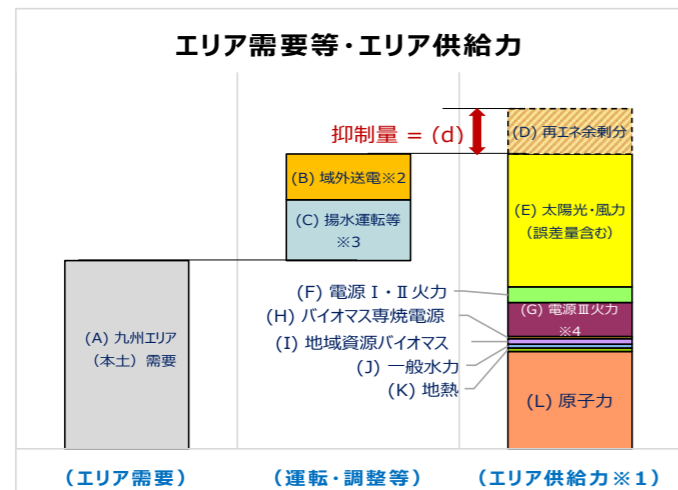 エリア需要等・エリア供給力
抑制量 = (d)
(D) 再エネ余剰分
(B) 域外送電※2
(C) 揚水運転等
※3
(E) 太陽光・風力
(誤差量含む)
(A) 九州エリア
(本土) 需要
(F) 電源Ⅰ・Ⅱ火力
(G) 電源Ⅲ火力
※4
(H) バイオマス専焼電源
(I) 地域資源バイオマス
(J) 一般水力
(K) 地熱
(L) 原子力
(エリア需要)
(運転・調整等)
(エリア供給力※1)